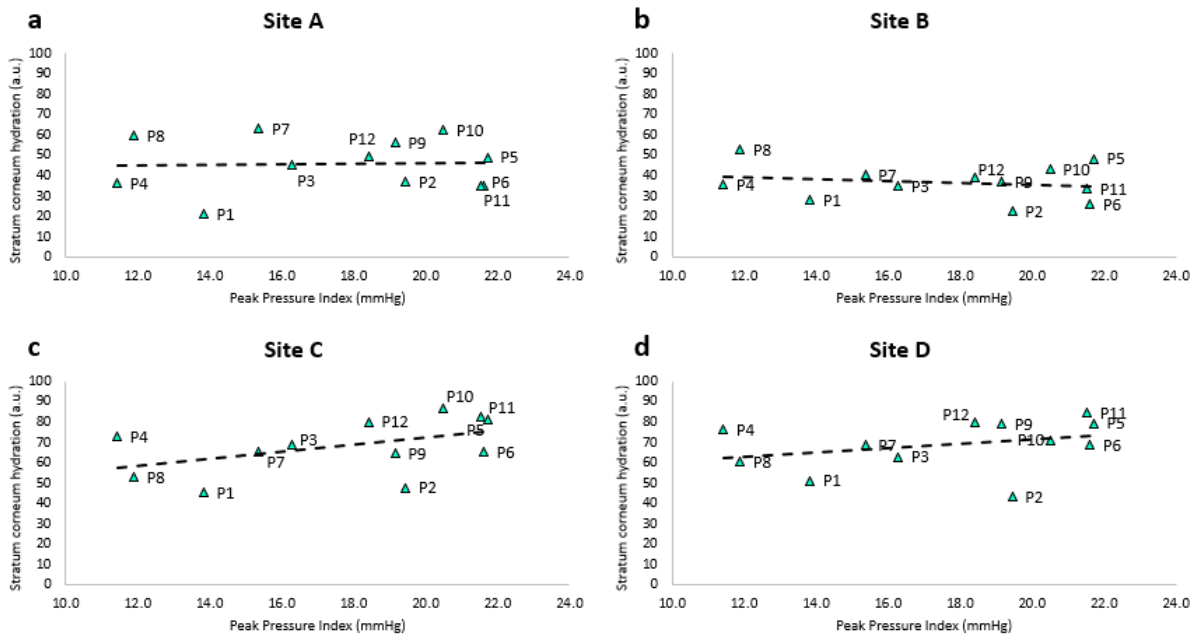 a
Site A
Stratum corneum hydration (a.u.)
100
90
80
70
60
50
40
30
20
10
0
P8
P7
P12
P9
P10
P5
P4
P3
P2
P6
P11
P1
10.0 12.0 14.0 16.0 18.0 20.0 22.0 24.0
Peak Pressure Index (mmHg)
b
Site B
Stratum corneum hydration (a.u.)
100
90
80
70
60
50
40
30
20
10
0
P8
P5
P10
P12
P7
P9
P4
P3
P11
P1
P6
P2
10.0 12.0 14.0 16.0 18.0 20.0 22.0 24.0
Peak Pressure Index (mmHg)
c
Site C
Stratum corneum hydration (a.u.)
100
90
80
70
60
50
40
30
20
10
0
P10
P11
P12
P5
P4
P3
P6
P9
P7
P8
P2
P1
10.0 12.0 14.0 16.0 18.0 20.0 22.0 24.0
Peak Pressure Index (mmHg)
d
Site D
Stratum corneum hydration (a.u.)
100
90
80
70
60
50
40
30
20
10
0
P11
P12
P9
P5
P4
P10
P7
P6
P3
P8
P1
P2
10.0 12.0 14.0 16.0 18.0 20.0 22.0 24.0
Peak Pressure Index (mmHg)